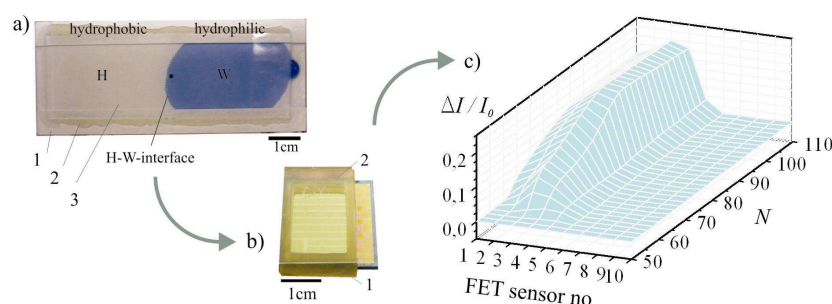 a)
hydrophobic hydrophilic
H W
1
2
3
H-W-interface
1cm
b)
2
1
1cm
c)
ΔI / I₀
0,2
0,1
0,0
1 2 3 4 5 6 7 8 9 10
FET sensor no
50 60 70 80 90 100 110
N